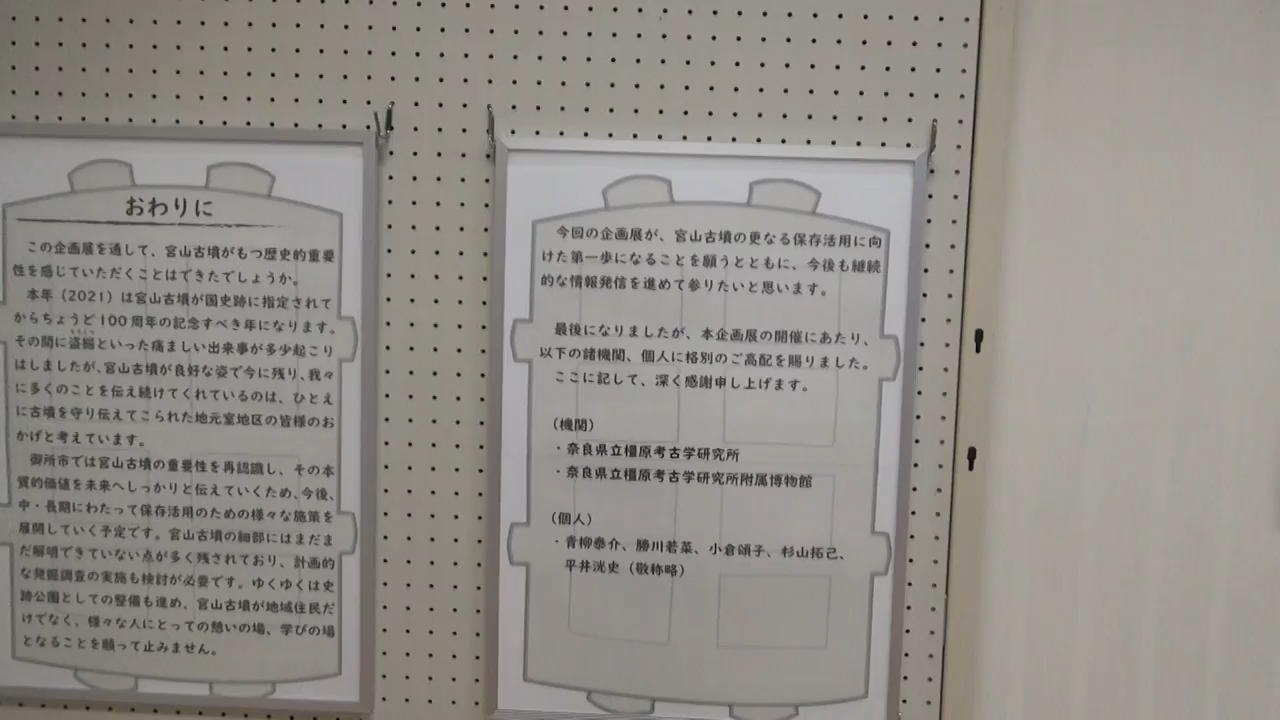 おわりに
この企画展を通して、宮山古墳がもつ歴史的重要
性を感じていただくことはできたでしょうか。
本年（2021）は宮山古墳が国史跡に指定されて
からちょうど100周年の記念すべき年になります。
その間に盗掘といった痛ましい出来事が多少起こり
はしましたが、宮山古墳が良好な姿で今に残り、我々
に多くのことを伝え続けてくれているのは、ひとえ
に古墳を守り伝えてこられた地元室地区の皆様のお
かげと考えています。
御所市では宮山古墳の重要性を再認識し、その本
質的価値を未来へしっかりと伝えていくため、今後、
中・長期にわたって保存活用のための様々な施策を
展開していく予定です。宮山古墳の細部にはまだま
だ解明できていない点が多く残されており、計画的
な発掘調査の実施も検討が必要です。ゆくゆくは史
跡公園としての整備も進め、宮山古墳が地域住民だ
けでなく、様々な人にとっての憩いの場、学びの場
となることを願って止みません。
今回の企画展が、宮山古墳の更なる保存活用に向
けた第一歩になることを願うとともに、今後も継続
的な情報発信を進めて参りたいと思います。
最後になりましたが、本企画展の開催にあたり、
以下の諸機関、個人に格別のご高配を賜りました。
ここに記して、深く感謝申し上げます。
（機関）
・奈良県立橿原考古学研究所
・奈良県立橿原考古学研究所附属博物館
（個人）
・青柳泰介、勝川若菜、小倉頌子、杉山拓己、
平井洸史（敬称略）